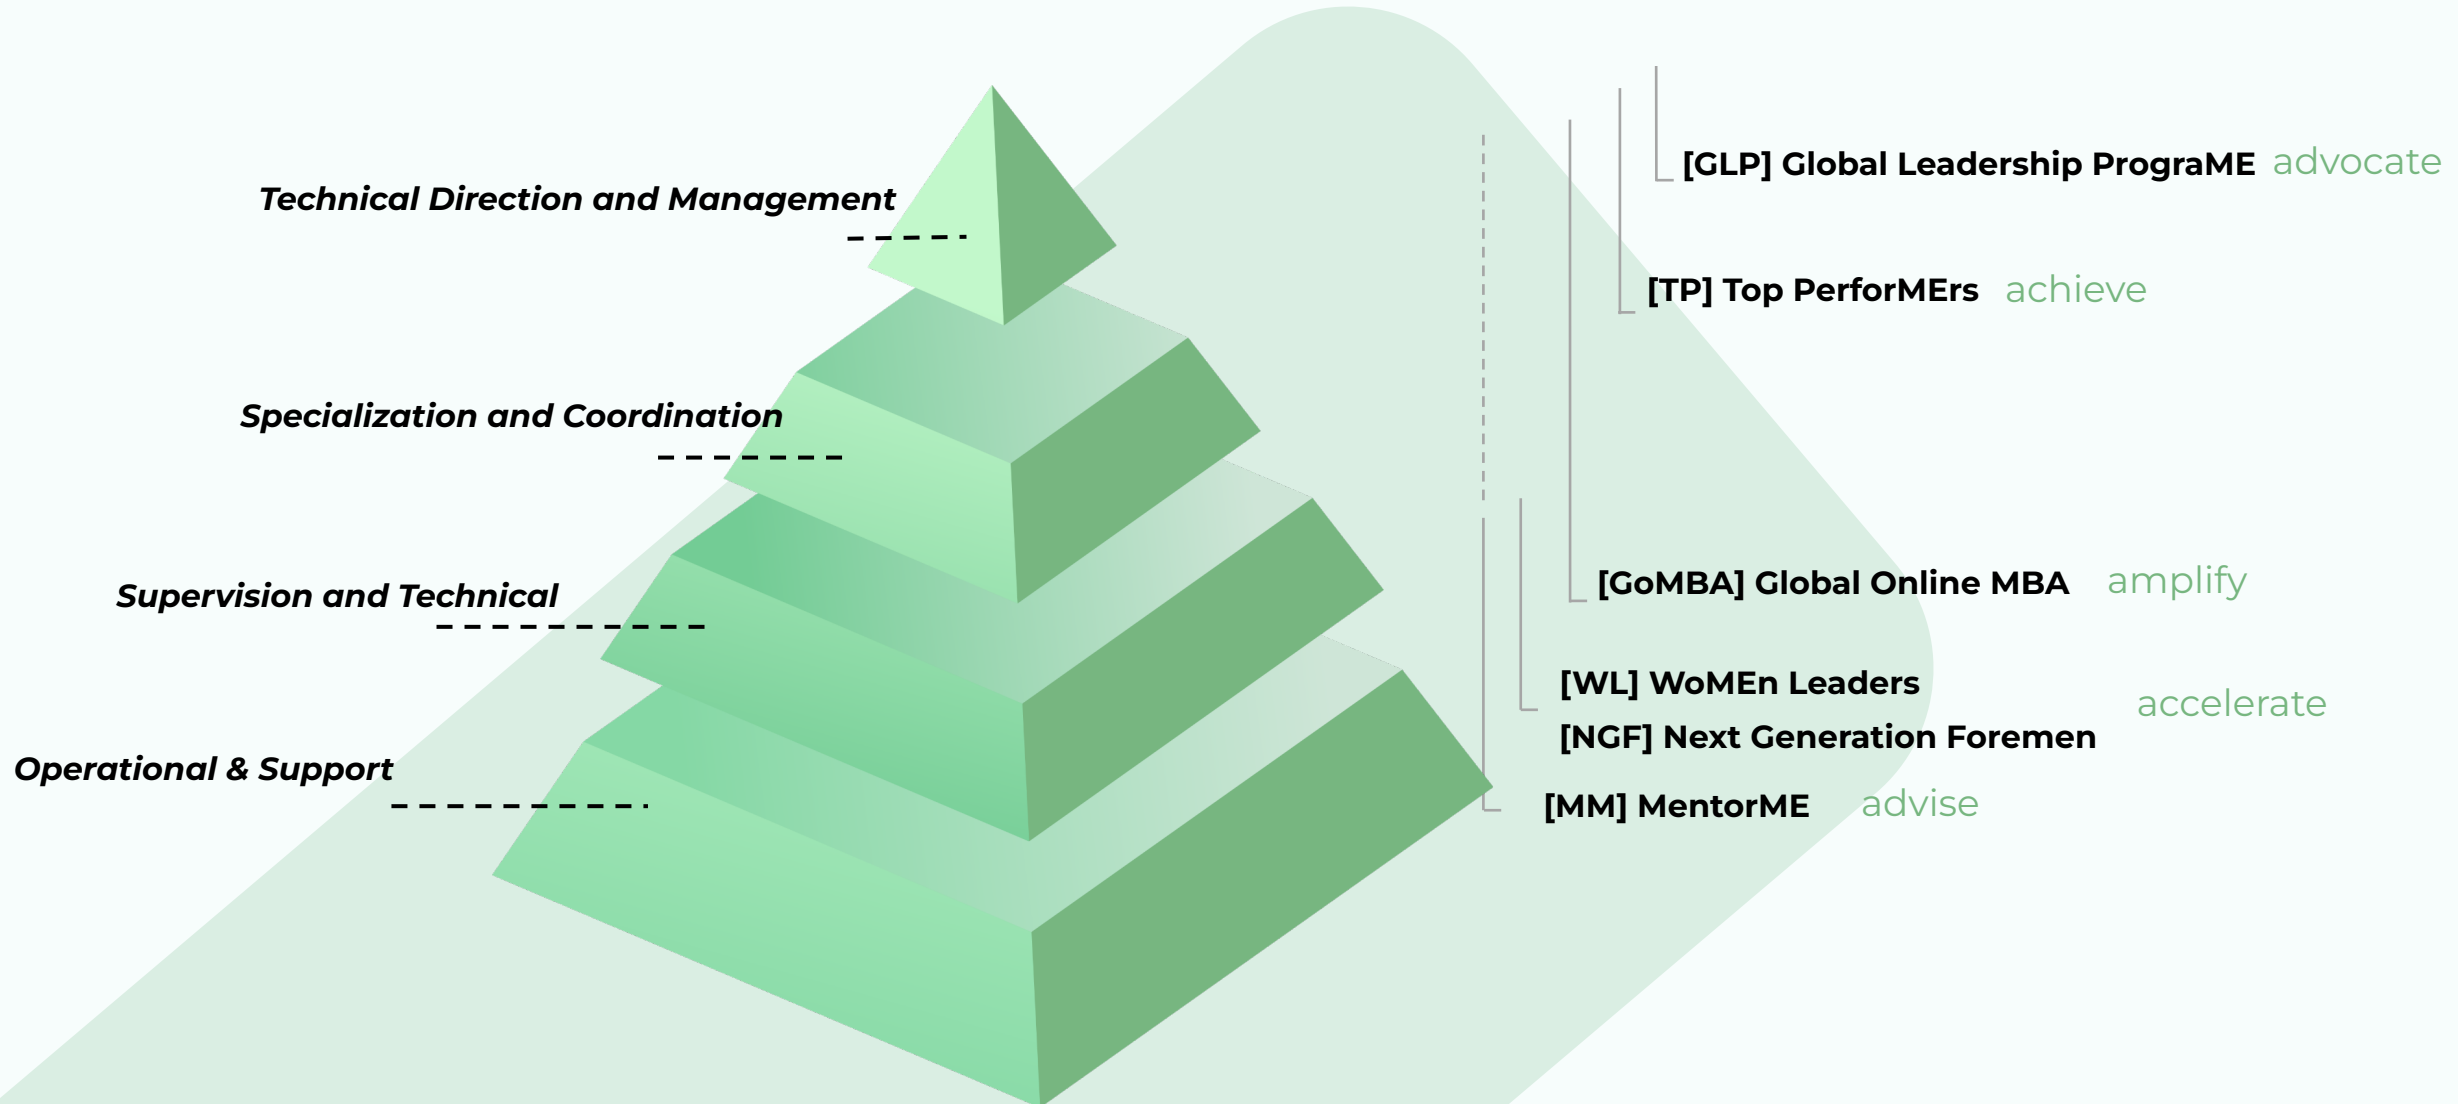 Technical Direction and Management
Specialization and Coordination
Supervision and Technical
Operational & Support
[GLP] Global Leadership PrograME advocate
[TP] Top PerforMErs achieve
[GoMBA] Global Online MBA amplify
[WL] WoMEn Leaders
accelerate
[NGF] Next Generation Foremen
[MM] MentorME advise